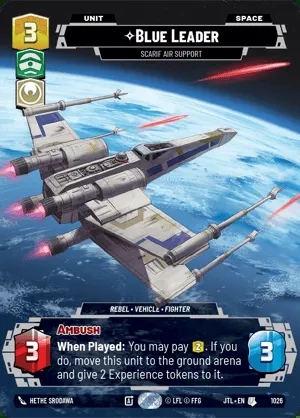 UNIT
SPACE
3
BLUE LEADER
SCARIF AIR SUPPORT
REBEL • VEHICLE • FIGHTER
AMBUSH
3
When Played: You may pay 2. If you
do, move this unit to the ground arena
and give 2 Experience tokens to it.
3
HETHE SRODAWA
© LFL © FFG
JTL • EN
1026